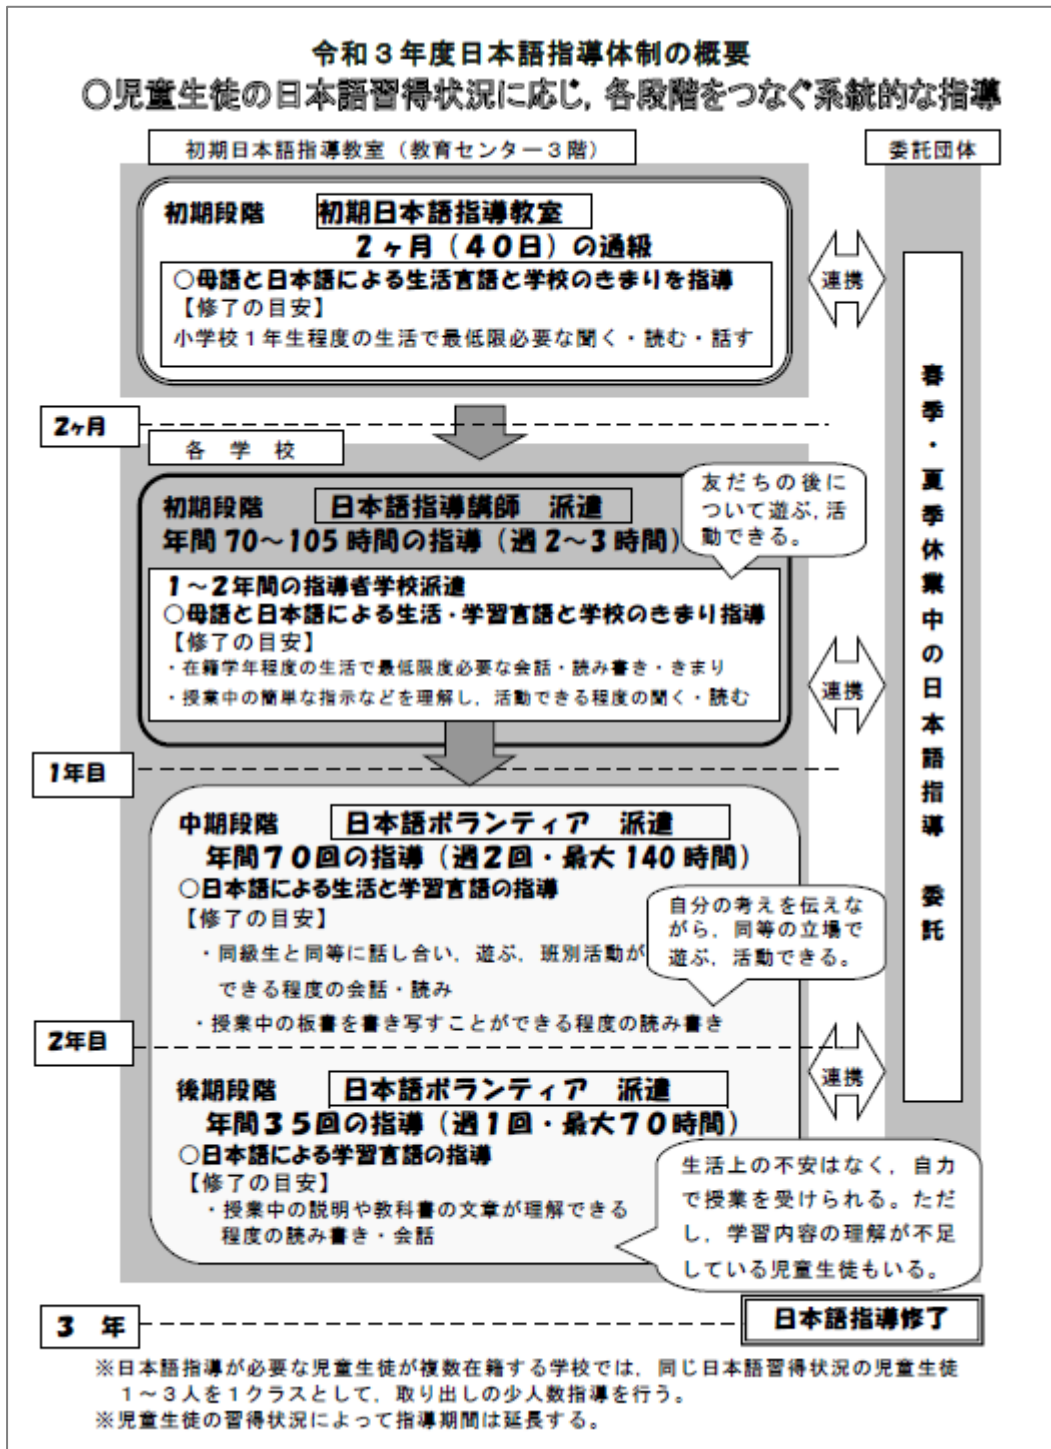 令和３年度日本語指導体制の概要
○児童生徒の日本語習得状況に応じ，各段階をつなぐ系統的な指導
初期日本語指導教室（教育センター３階）
委託団体
初期段階　初期日本語指導教室
２ヶ月（４０日）の通級
○母語と日本語による生活言語と学校のきまりを指導
【修了の目安】
小学校１年生程度の生活で最低限必要な聞く・読む・話す
連携
春季・夏季休業中の日本語指導　委託
２ヶ月
各　学　校
初期段階　日本語指導講師　派遣
年間 70～105 時間の指導（週 2～3 時間）
友だちの後に
ついて遊ぶ，活
動できる。
１～２年間の指導者学校派遣
○母語と日本語による生活・学習言語と学校のきまり指導
【修了の目安】
・在籍学年程度の生活で最低限度必要な会話・読み書き・きまり
・授業中の簡単な指示などを理解し，活動できる程度の聞く・読む
連携
１年目
中期段階　日本語ボランティア　派遣
年間７０回の指導（週２回・最大 140 時間）
○日本語による生活と学習言語の指導
【修了の目安】
・同級生と同等に話し合い，遊ぶ，班別活動が
できる程度の会話・読み
・授業中の板書を書き写すことができる程度の読み書き
自分の考えを伝えな
がら，同等の立場で
遊ぶ，活動できる。
２年目
連携
後期段階　日本語ボランティア　派遣
年間３５回の指導（週１回・最大７０時間）
○日本語による学習言語の指導
【修了の目安】
・授業中の説明や教科書の文章が理解できる
程度の読み書き・会話
生活上の不安はなく，自力
で授業を受けられる。ただ
し，学習内容の理解が不足
している児童生徒もいる。
３　年
日本語指導修了
※日本語指導が必要な児童生徒が複数在籍する学校では，同じ日本語習得状況の児童生徒
１～３人を１クラスとして，取り出しの少人数指導を行う。
※児童生徒の習得状況によって指導期間は延長する。